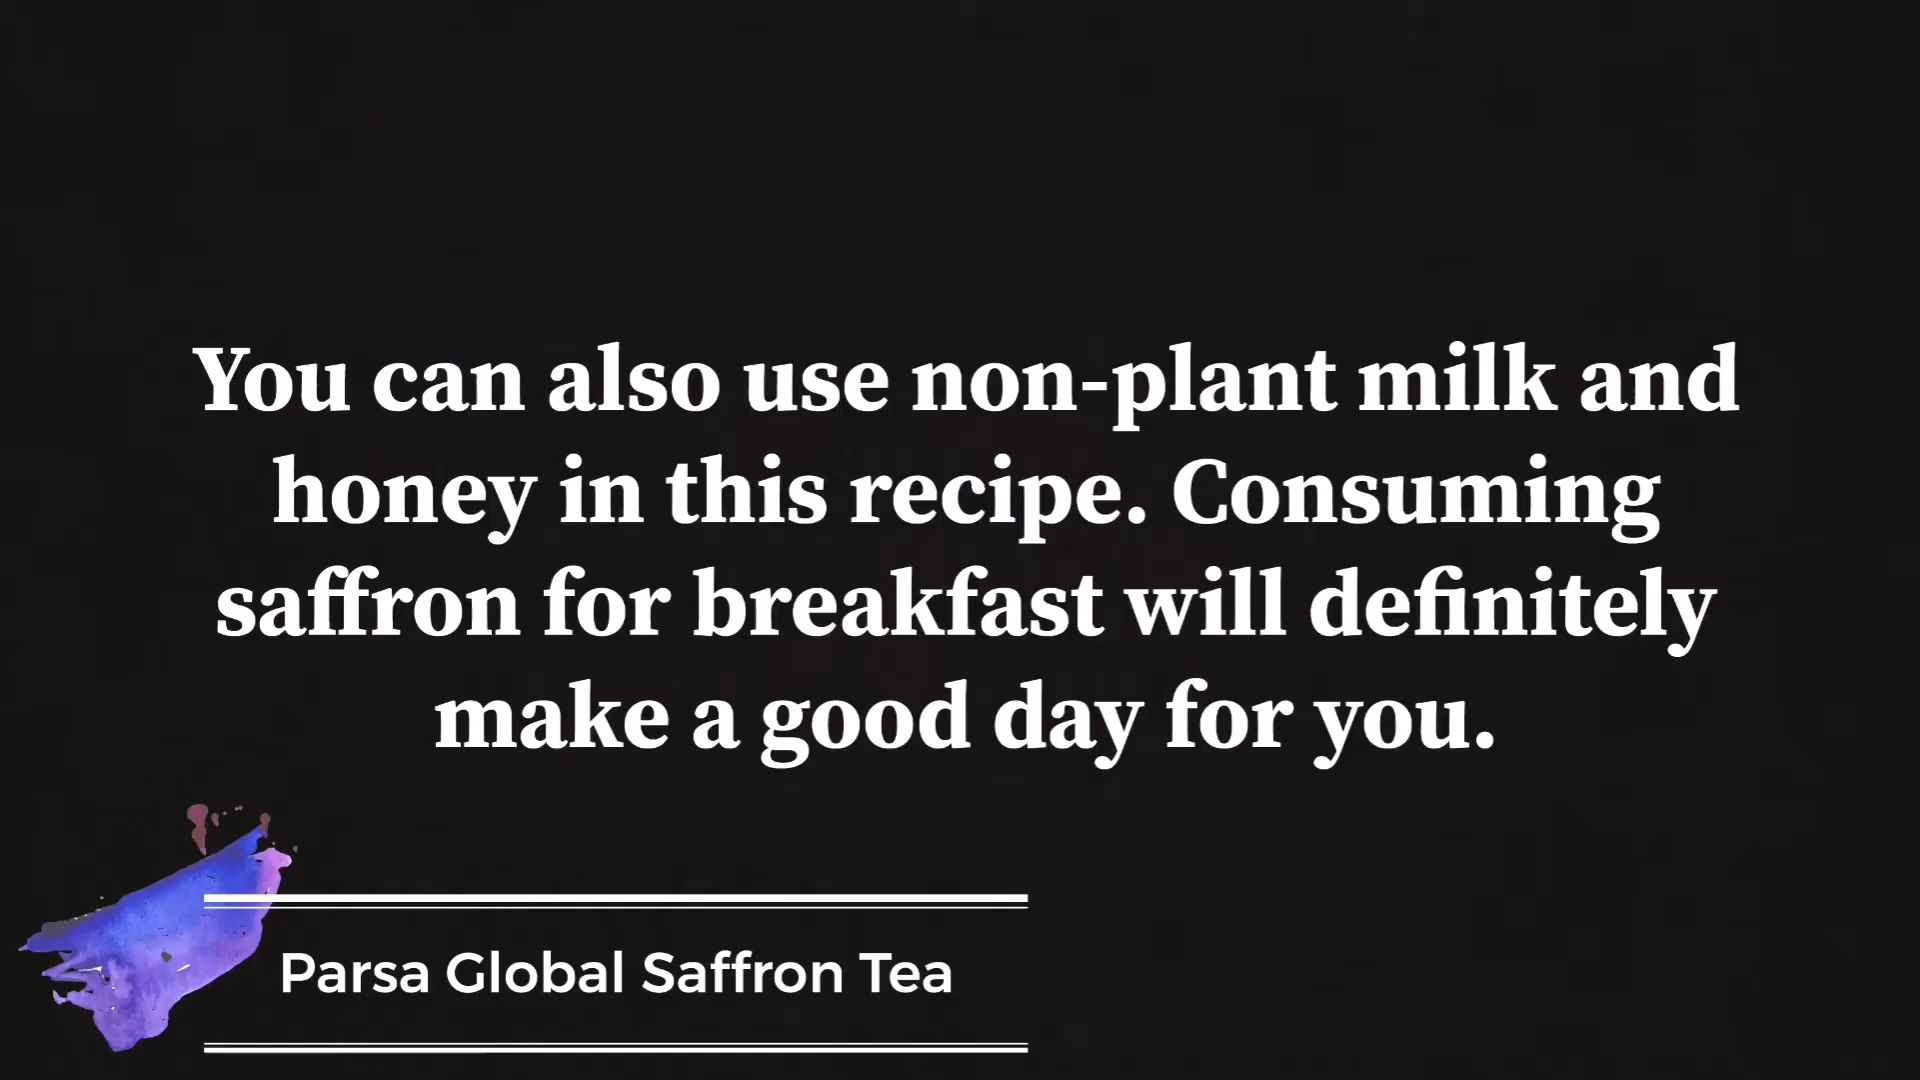 You can also use non-plant milk and
honey in this recipe. Consuming
saffron for breakfast will definitely
make a good day for you.
Parsa Global Saffron Tea